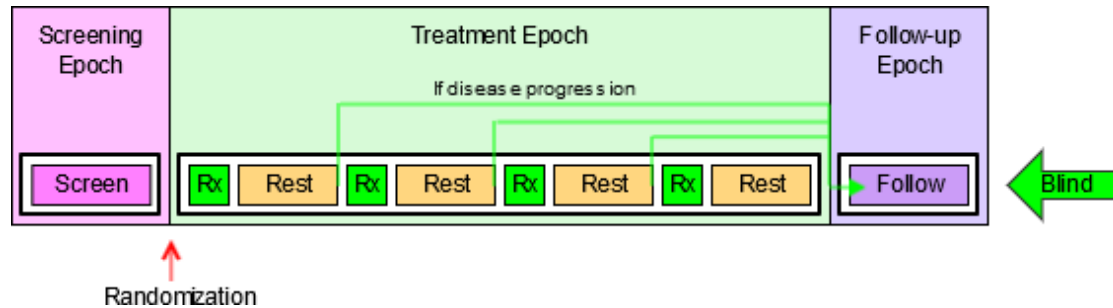 Screening
Epoch
Treatment Epoch
Follow-up
Epoch
If disease progression
Screen
Rx
Rest
Rx
Rest
Rx
Rest
Rx
Rest
Follow
Blind
Randomization